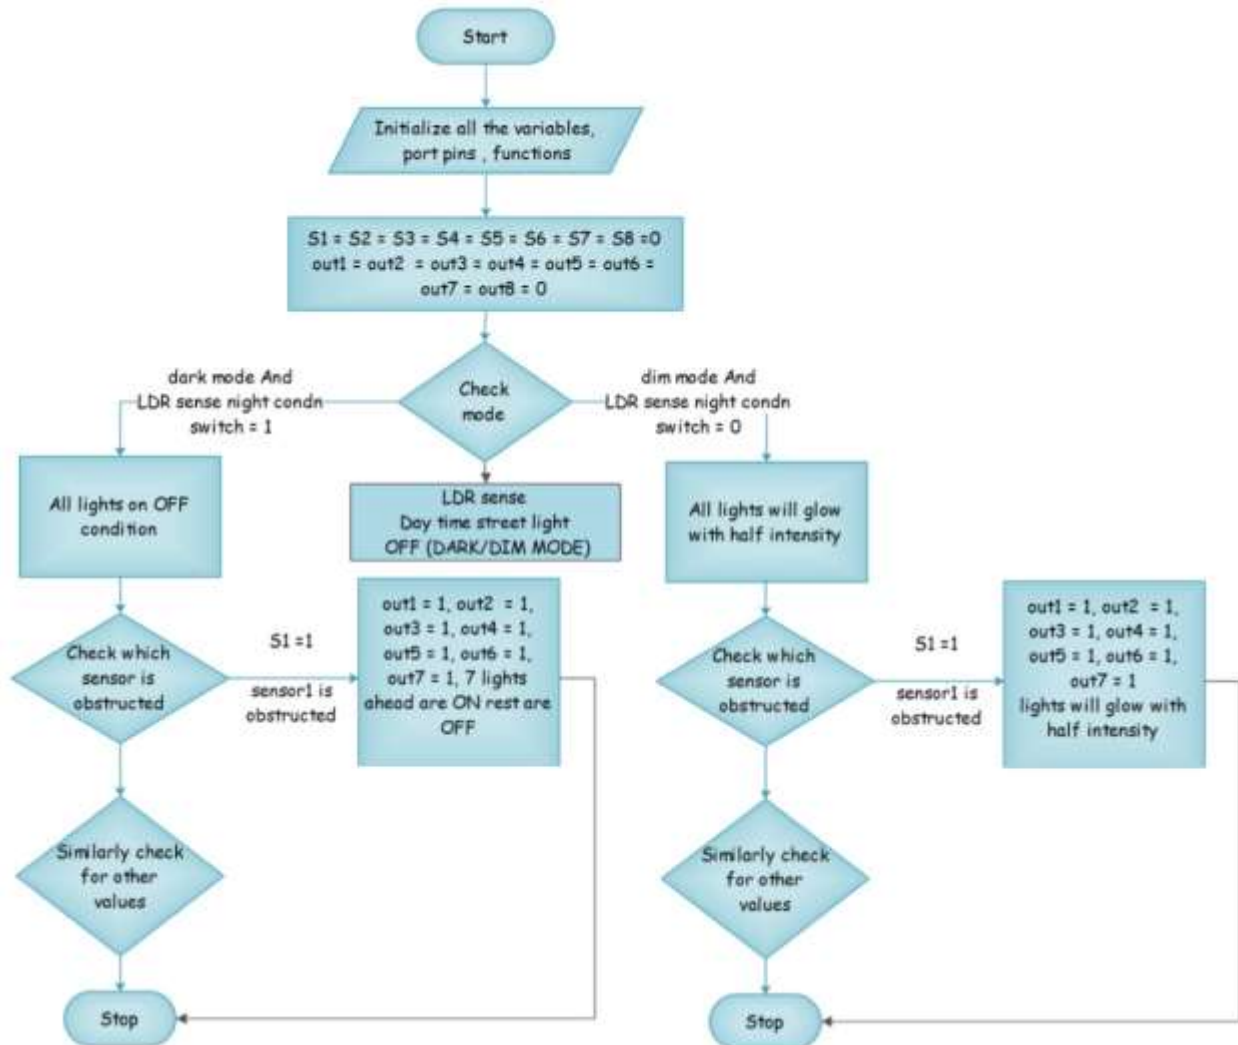 Start
Initialize all the variables,
port pins , functions
S1 = S2 = S3 = S4 = S5 = S6 = S7 = S8 =0
out1 = out2 = out3 = out4 = out5 = out6 =
out7 = out8 = 0
Check
mode
dark mode And
LDR sense night condn
switch = 1
dim mode And
LDR sense night condn
switch = 0
All lights on OFF
condition
LDR sense
Day time street light
OFF (DARK/DIM MODE)
All lights will glow
with half intensity
Check which
sensor is
obstructed
S1 =1
sensor1 is
obstructed
out1 = 1, out2 = 1,
out3 = 1, out4 = 1,
out5 = 1, out6 = 1,
out7 = 1, 7 lights
ahead are ON rest are
OFF
Check which
sensor is
obstructed
S1 =1
sensor1 is
obstructed
out1 = 1, out2 = 1,
out3 = 1, out4 = 1,
out5 = 1, out6 = 1,
out7 = 1
lights will glow with
half intensity
Similarly check
for other
values
Similarly check
for other
values
Stop
Stop